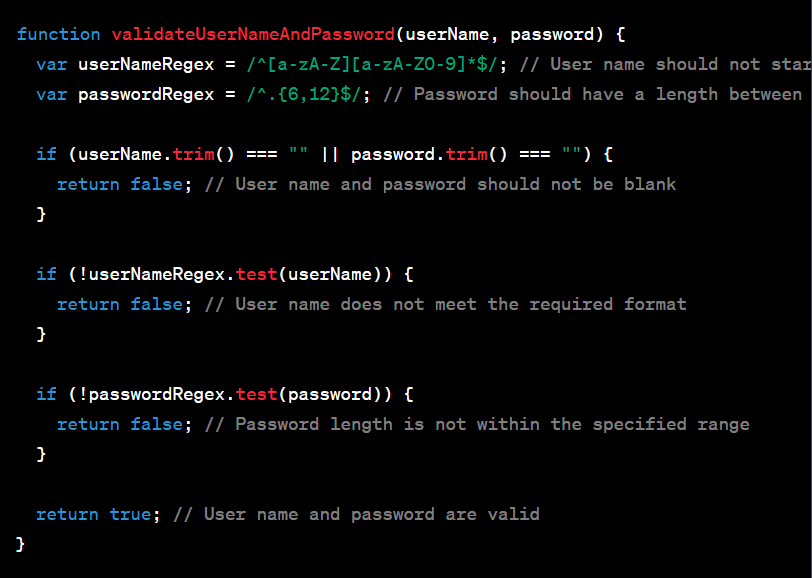 function validateUserNameAndPassword(userName, password) {
var userNameRegex = /^[a-zA-Z][a-zA-Z0-9]*$/; // User name should not
var passwordRegex = /^.{6,12}$/; // Password should have a length between
if (userName.trim() === "" || password.trim() === "") {
return false; // User name and password should not be blank
}
if (!userNameRegex.test(userName)) {
return false; // User name does not meet the required format
}
if (!passwordRegex.test(password)) {
return false; // Password length is not within the specified range
}
return true; // User name and password are valid
}